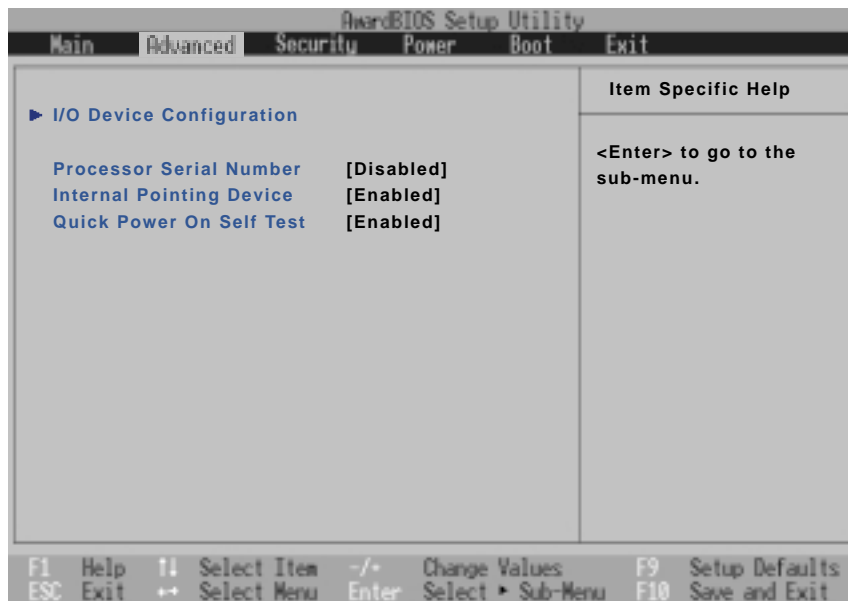 AwardBIOS Setup Utility
Main Advanced Security Power Boot Exit
Item Specific Help
▶ I/O Device Configuration
Processor Serial Number [Disabled]
Internal Pointing Device [Enabled]
Quick Power On Self Test [Enabled]
<Enter> to go to the
sub-menu.
F1 Help ↑↓ Select Item -/+ Change Values F9 Setup Defaults
ESC Exit ←→ Select Menu Enter Select ▶ Sub-Menu F10 Save and Exit